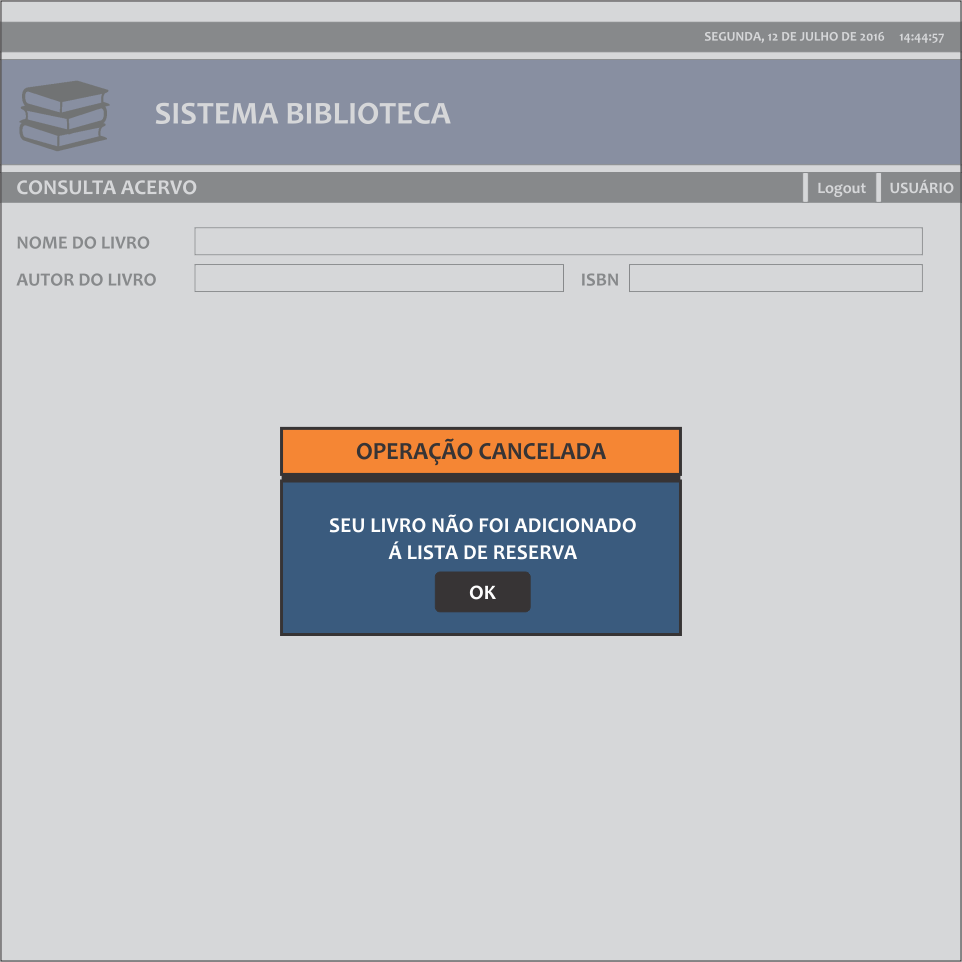 SEGUNDA, 12 DE JULHO DE 2016 14:44:57
SISTEMA BIBLIOTECA
CONSULTA ACERVO Logout USUÁRIO
NOME DO LIVRO
AUTOR DO LIVRO ISBN
OPERAÇÃO CANCELADA
SEU LIVRO NÃO FOI ADICIONADO
Á LISTA DE RESERVA
OK